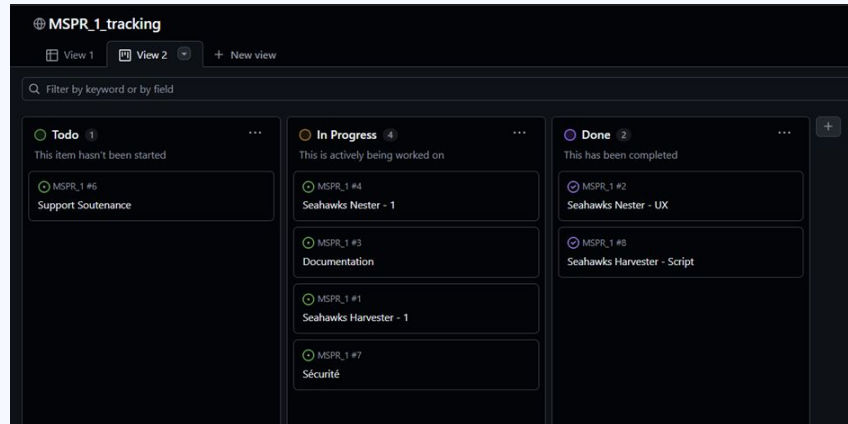 MSPR_1_tracking
View 1
View 2
+ New view
Filter by keyword or by field
Todo 1 ...
This item hasn't been started
MSPR_1 #6
Support Soutenance
In Progress 4 ...
This is actively being worked on
MSPR_1 #4
Seahawks Nester - 1
MSPR_1 #3
Documentation
MSPR_1 #1
Seahawks Harvester - 1
MSPR_1 #7
Sécurité
Done 2 ...
This has been completed
MSPR_1 #2
Seahawks Nester - UX
MSPR_1 #8
Seahawks Harvester - Script
+